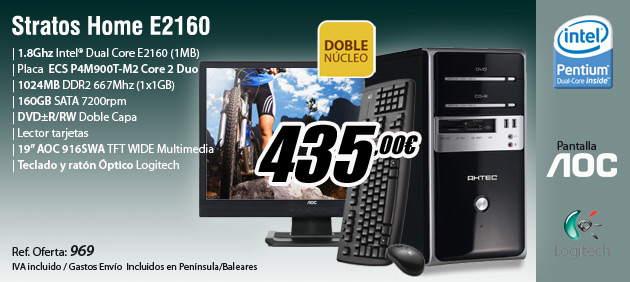 Stratos Home E2160
| 1.8Ghz Intel® Dual Core E2160 (1MB)
| Placa ECS P4M900T-M2 Core 2 Duo
| 1024MB DDR2 667Mhz (1x1GB)
| 160GB SATA 7200rpm
| DVD±R/RW Doble Capa
| Lector tarjetas
| 19" AOC 916SWA TFT WIDE Multimedia
| Teclado y ratón Óptico Logitech
Ref. Oferta: 969
IVA incluido / Gastos Envío Incluidos en Península/Baleares
DOBLE
NÚCLEO
435,00€
AOC
DVD
CD-R
AHTEC
intel
Pentium
Dual-Core inside
Pantalla
AOC
Logitech